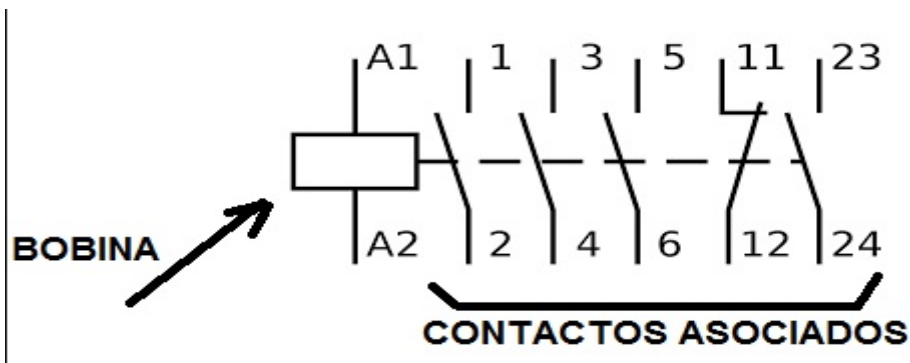 A1 1 3 5 11 23
BOBINA
A2 2 4 6 12 24
CONTACTOS ASOCIADOS